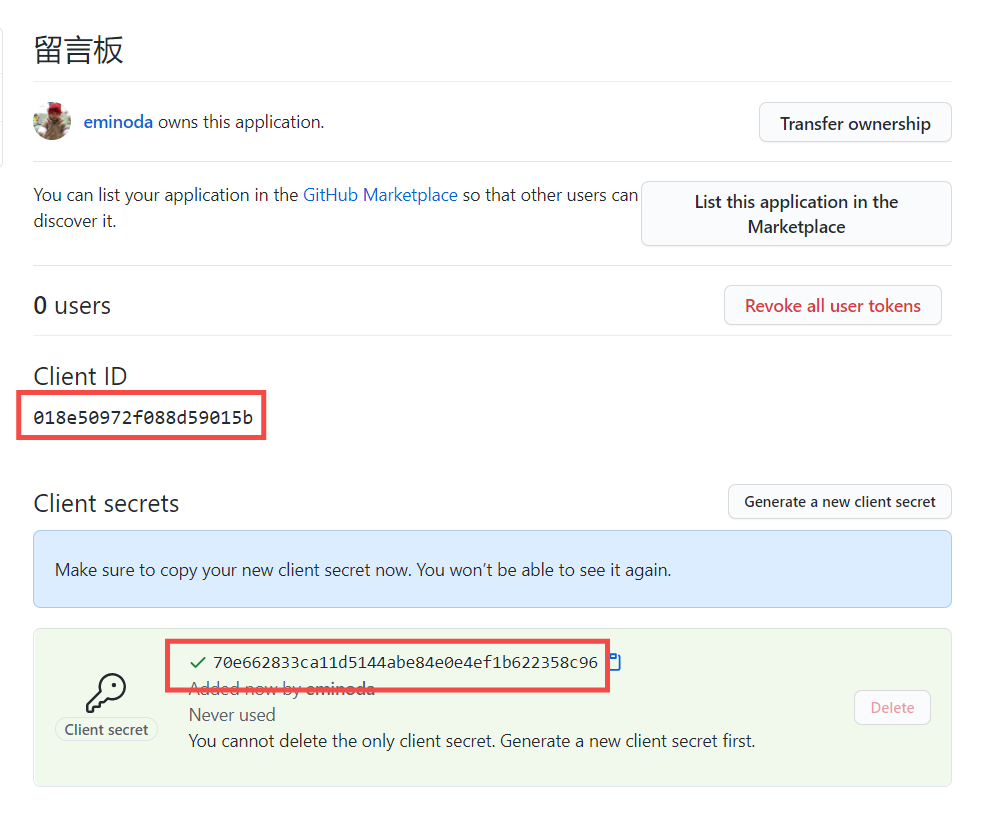 留言板
eminoda owns this application.
Transfer ownership
You can list your application in the GitHub Marketplace so that other users can
discover it.
List this application in the
Marketplace
0 users
Revoke all user tokens
Client ID
018e50972f088d59015b
Client secrets
Generate a new client secret
Make sure to copy your new client secret now. You won’t be able to see it again.
70e662833ca11d5144abe84e0e4ef1b622358c96
Added now by eminoda
Never used
You cannot delete the only client secret. Generate a new client secret first.
Client secret
Delete